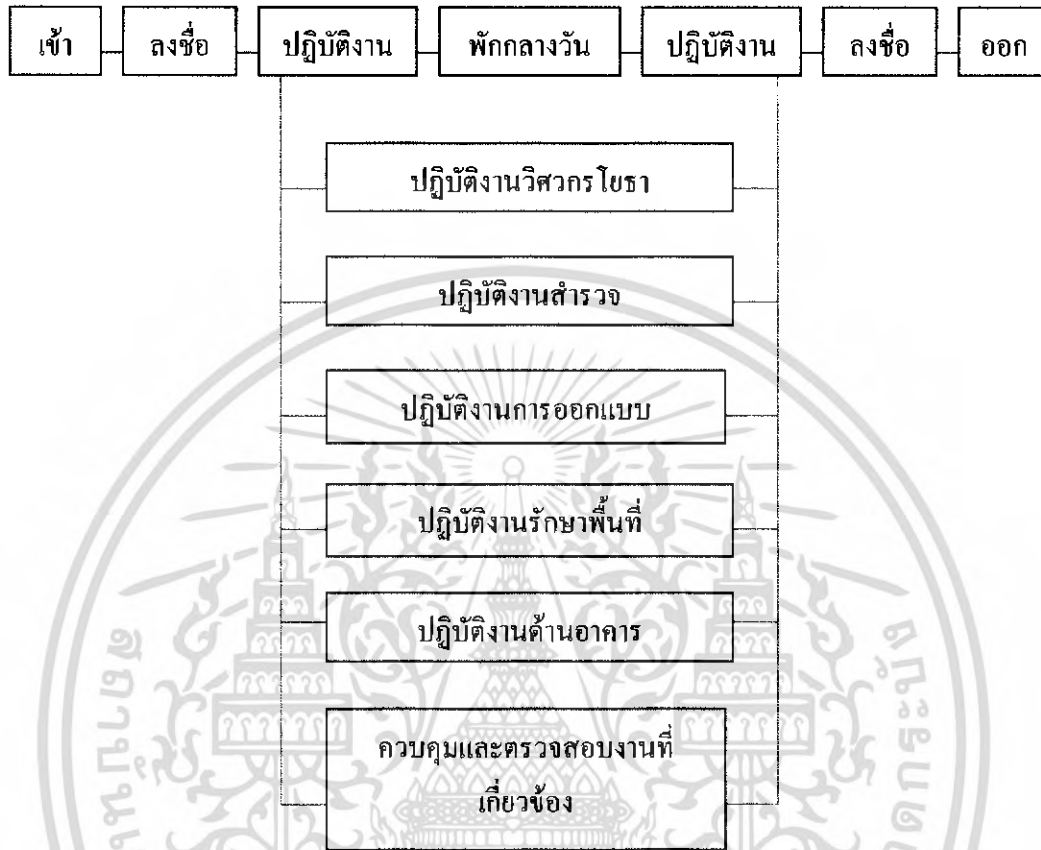 เข้า ลงชื่อ ปฏิบัติงาน พักกลางวัน ปฏิบัติงาน ลงชื่อ ออก
ปฏิบัติงานวิศวกรโยธา
ปฏิบัติงานสำรวจ
ปฏิบัติงานการออกแบบ
ปฏิบัติงานรักษาพื้นที่
ปฏิบัติงานด้านอาคาร
ควบคุมและตรวจสอบงานที่
เกี่ยวข้อง